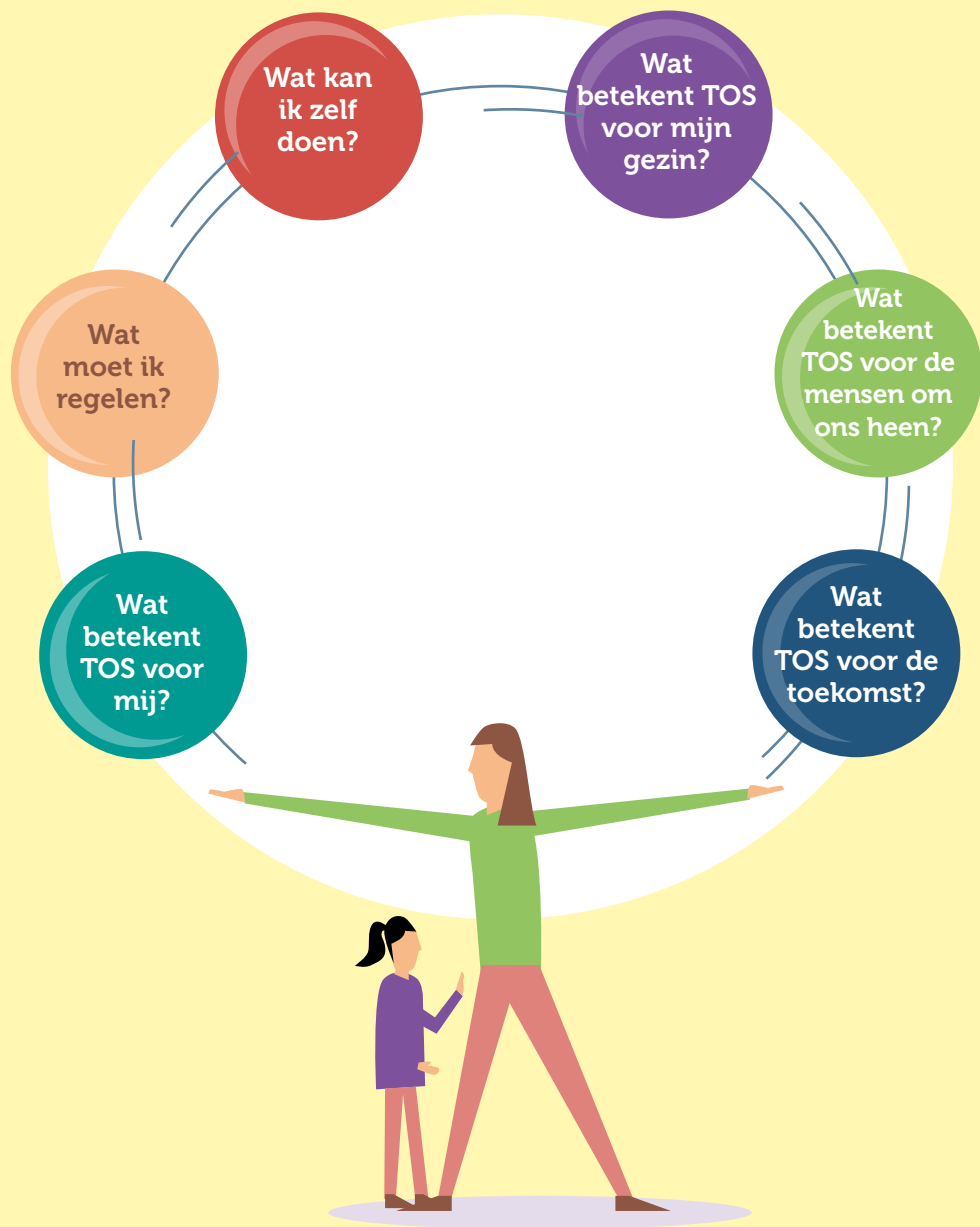 Wat kan
ik zelf
doen?
Wat
betekent TOS
voor mijn
gezin?
Wat
moet ik
regelen?
Wat
betekent
TOS voor de
mensen om
ons heen?
Wat
betekent
TOS voor
mij?
Wat
betekent
TOS voor de
toekomst?